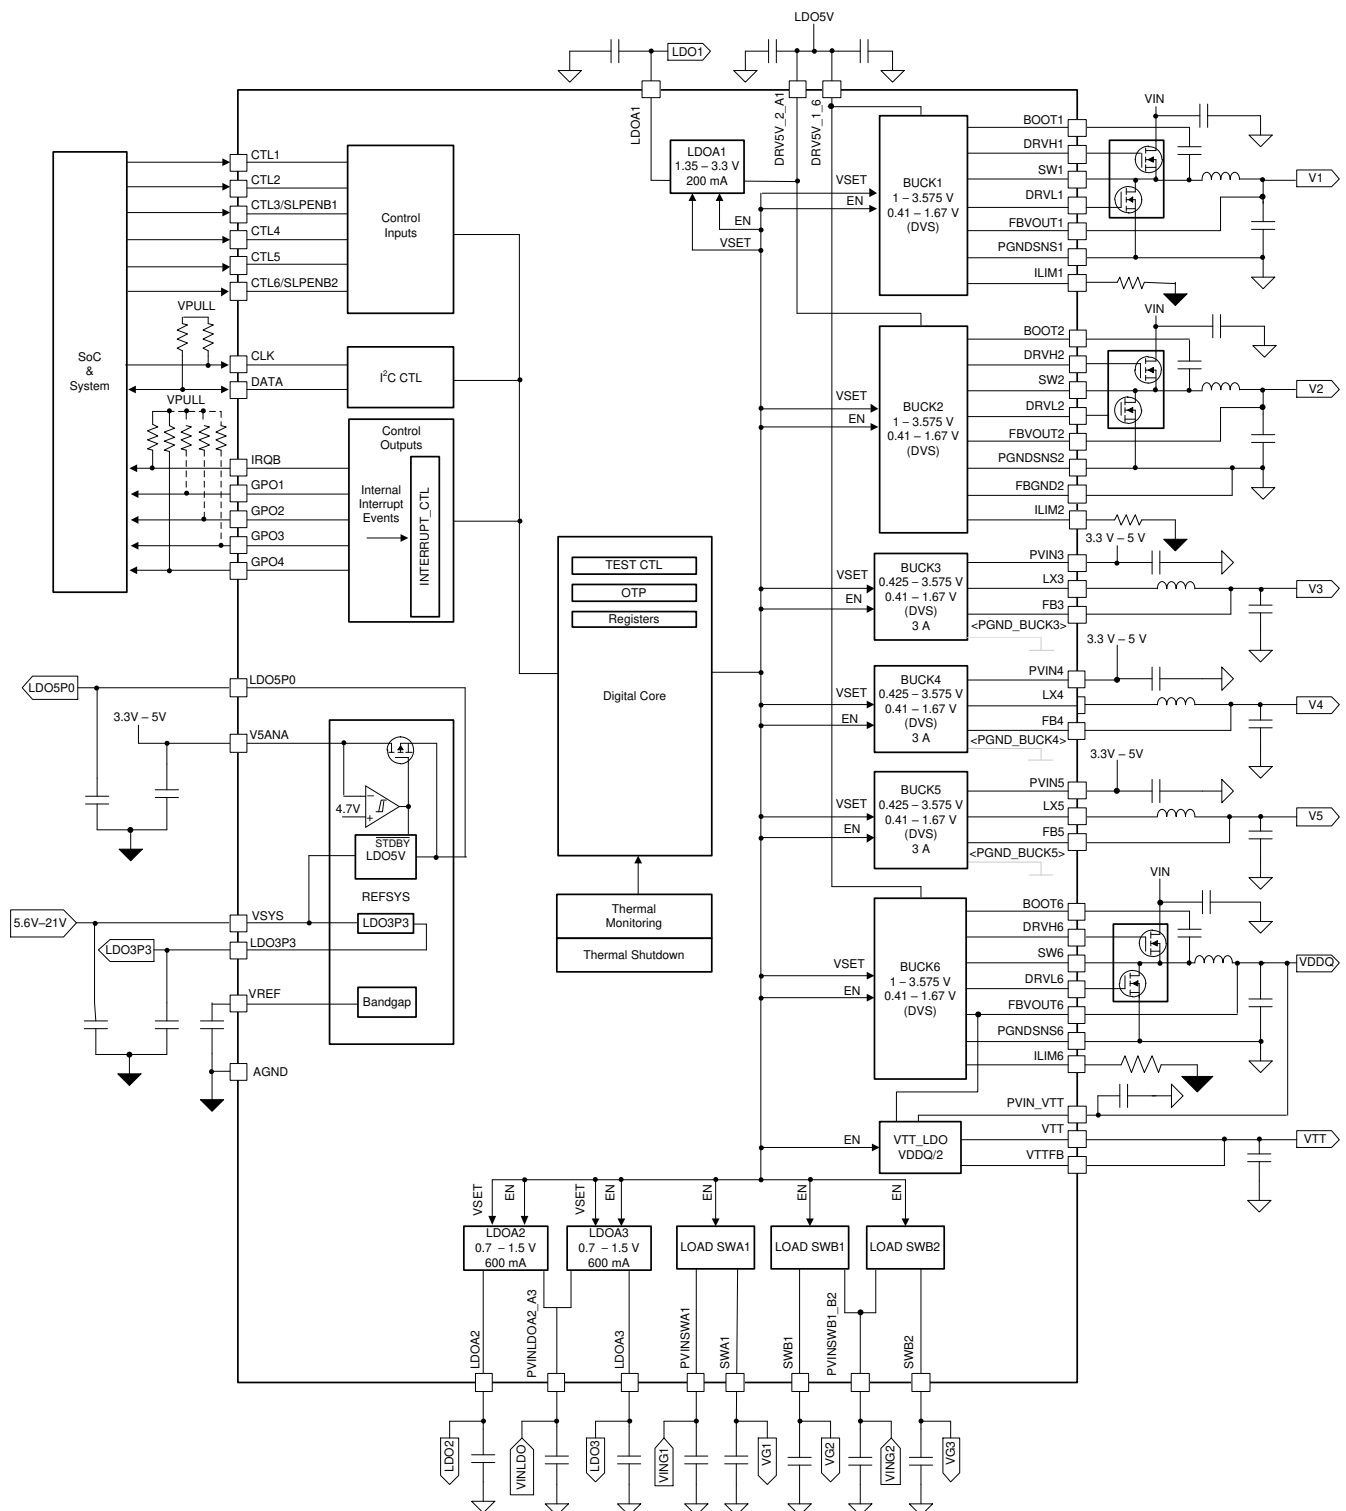 LDO5V
LDO1
LDOA1
DRV5V_2_A1
DRV5V_1_6
SoC
&
System
CTL1
CTL2
CTL3/SLPENB1
CTL4
CTL5
CTL6/SLPENB2
Control
Inputs
VPULL
CLK
DATA
I²C CTL
VPULL
IRQB
GPO1
GPO2
GPO3
GPO4
Control
Outputs
Internal
Interrupt
Events
INTERRUPT_CTL
LDOA1
1.35 – 3.3 V
200 mA
EN
VSET
VSET
EN
BUCK1
1 – 3.575 V
0.41 – 1.67 V
(DVS)
BOOT1
DRVH1
SW1
DRVL1
FBVOUT1
PGNDSNS1
ILIM1
VIN
V1
VSET
EN
BUCK2
1 – 3.575 V
0.41 – 1.67 V
(DVS)
BOOT2
DRVH2
SW2
DRVL2
FBVOUT2
PGNDSNS2
FBGND2
ILIM2
VIN
V2
3.3 V – 5 V
VSET
EN
BUCK3
0.425 – 3.575 V
0.41 – 1.67 V
(DVS)
3 A
PVIN3
LX3
FB3
<PGND_BUCK3>
V3
3.3 V – 5 V
VSET
EN
BUCK4
0.425 – 3.575 V
0.41 – 1.67 V
(DVS)
3 A
PVIN4
LX4
FB4
<PGND_BUCK4>
V4
3.3V – 5V
VSET
EN
BUCK5
0.425 – 3.575 V
0.41 – 1.67 V
(DVS)
3 A
PVIN5
LX5
FB5
<PGND_BUCK5>
V5
VIN
VSET
EN
BUCK6
1 – 3.575 V
0.41 – 1.67 V
(DVS)
BOOT6
DRVH6
SW6
DRVL6
FBVOUT6
PGNDSNS6
ILIM6
VDDQ
PVIN_VTT
VTT
VTTFB
EN
VTT_LDO
VDDQ/2
VTT
TEST CTL
OTP
Registers
Digital Core
Thermal
Monitoring
Thermal Shutdown
LDO5P0
LDO5P0
3.3V – 5V
V5ANA
4.7V
−
+
STDBY
LDO5V
REFSYS
5.6V–21V
VSYS
LDO3P3
LDO3P3
LDO3P3
VREF
Bandgap
AGND
VSET
EN
VSET
EN
EN
EN
EN
LDOA2
0.7 – 1.5 V
600 mA
LDOA3
0.7 – 1.5 V
600 mA
LOAD SWA1
LOAD SWB1
LOAD SWB2
LDOA2
PVINLDOA2_A3
LDOA3
PVINSWA1
SWA1
SWB1
PVINSWB1_B2
SWB2
LDO2
VINLDO
LDO3
VING1
VG1
VG2
VING2
VG3